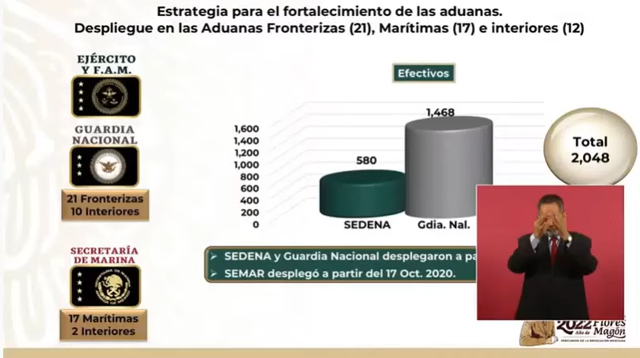 Estrategia para el fortalecimiento de las aduanas.
Despliegue en las Aduanas Fronterizas (21), Marítimas (17) e interiores (12)
EJÉRCITO
Y F.A.M.
GUARDIA
NACIONAL
21 Fronterizas
10 Interiores
SECRETARÍA
DE MARINA
17 Marítimas
2 Interiores
Efectivos
1,600
1,400
1,200
1,000
800
600
400
200
0
580
1,468
SEDENA
Gdia. Nal.
Total
2,048
SEDENA y Guardia Nacional desplegaron a
SEMAR desplegó a partir del 17 Oct. 2020.
2022 Flores
Año de Magón